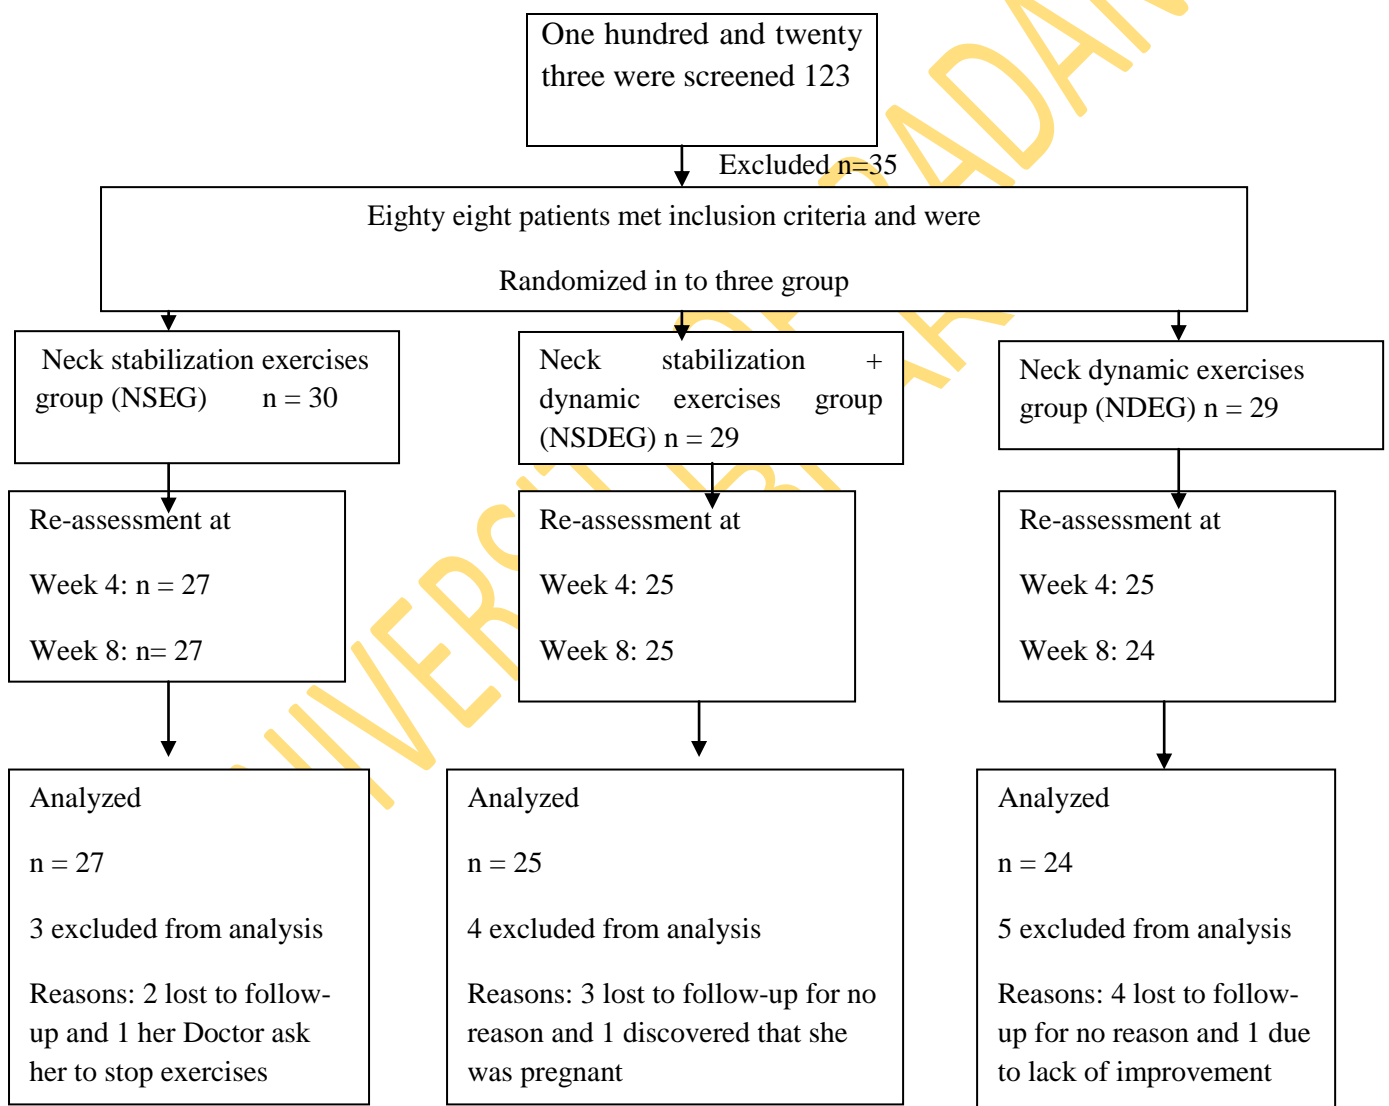 One hundred and twenty
three were screened 123
Excluded n=35
Eighty eight patients met inclusion criteria and were
Randomized in to three group
Neck stabilization exercises
group (NSEG) n = 30
Neck stabilization +
dynamic exercises group
(NSDEG) n = 29
Neck dynamic exercises
group (NDEG) n = 29
Re-assessment at
Week 4: n = 27
Week 8: n= 27
Re-assessment at
Week 4: 25
Week 8: 25
Re-assessment at
Week 4: 25
Week 8: 24
Analyzed
n = 27
3 excluded from analysis
Reasons: 2 lost to follow-
up and 1 her Doctor ask
her to stop exercises
Analyzed
n = 25
4 excluded from analysis
Reasons: 3 lost to follow-up for no
reason and 1 discovered that she
was pregnant
Analyzed
n = 24
5 excluded from analysis
Reasons: 4 lost to follow-
up for no reason and 1 due
to lack of improvement